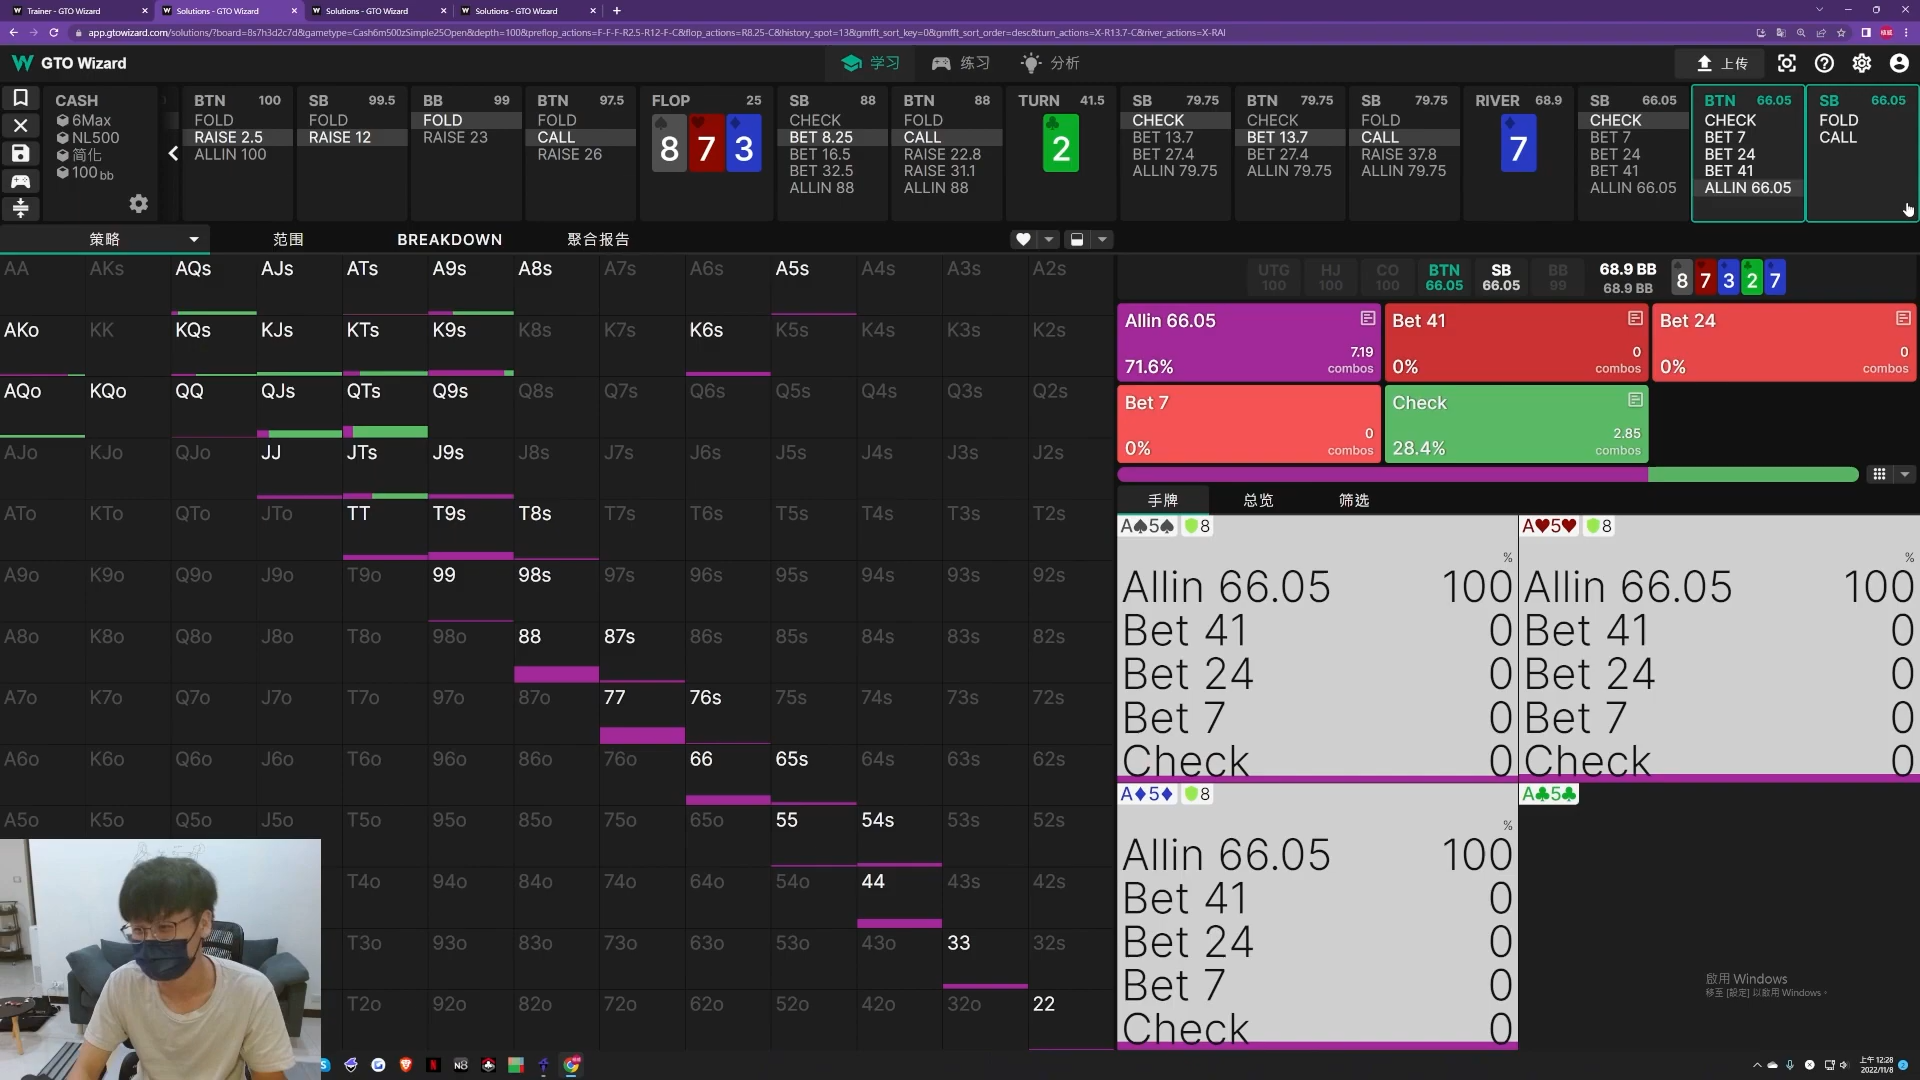 Trainer - GTO Wizard
Solutions - GTO Wizard
Solutions - GTO Wizard
Solutions - GTO Wizard
app.gtowizard.com/solutions/?board=8s7h3d2c7d&gametype=Cash6m500zSimple25Open&depth=100&preflop_actions=F-F-F-R2.5-R12-F-C&flop_actions=R8.25-C&history_spot=13&gmfft_sort_key=0&gmfft_sort_order=desc&turn_actions=X-R13.7-C&river_actions=X-RAI
GTO Wizard
学习
练习
分析
上传
CASH
6Max
NL500
简化
100bb
BTN 100
FOLD
RAISE 2.5
ALLIN 100
SB 99.5
FOLD
RAISE 12
BB 99
FOLD
RAISE 23
BTN 97.5
FOLD
CALL
RAISE 26
FLOP 25
8 7 3
SB 88
CHECK
BET 8.25
BET 16.5
BET 32.5
ALLIN 88
BTN 88
FOLD
CALL
RAISE 22.8
RAISE 31.1
ALLIN 88
TURN 41.5
2
SB 79.75
CHECK
BET 13.7
BET 27.4
ALLIN 79.75
BTN 79.75
CHECK
BET 13.7
BET 27.4
ALLIN 79.75
SB 79.75
FOLD
CALL
RAISE 37.8
ALLIN 79.75
RIVER 68.9
7
SB 66.05
CHECK
BET 7
BET 24
BET 41
ALLIN 66.05
BTN 66.05
CHECK
BET 7
BET 24
BET 41
ALLIN 66.05
SB 66.05
FOLD
CALL
策略
范围
BREAKDOWN
聚合报告
AA AKs AQs AJs ATs A9s A8s A7s A6s A5s A4s A3s A2s
AKo KK KQs KJs KTs K9s K8s K7s K6s K5s K4s K3s K2s
AQo KQo QQ QJs QTs Q9s Q8s Q7s Q6s Q5s Q4s Q3s Q2s
AJo KJo QJo JJ JTs J9s J8s J7s J6s J5s J4s J3s J2s
ATo KTo QTo JTo TT T9s T8s T7s T6s T5s T4s T3s T2s
A9o K9o Q9o J9o T9o 99 98s 97s 96s 95s 94s 93s 92s
A8o K8o Q8o J8o T8o 98o 88 87s 86s 85s 84s 83s 82s
A7o K7o Q7o J7o T7o 97o 87o 77 76s 75s 74s 73s 72s
A6o K6o Q6o J6o T6o 96o 86o 76o 66 65s 64s 63s 62s
A5o K5o Q5o J5o T5o 95o 85o 75o 65o 55 54s 53s 52s
T4o 94o 84o 74o 64o 54o 44 43s 42s
T3o 93o 83o 73o 63o 53o 43o 33 32s
T2o 92o 82o 72o 62o 52o 42o 32o 22
UTG 100
HJ 100
CO 100
BTN 66.05
SB 66.05
BB 99
68.9 BB
68.9 BB
8 7 3 2 7
Allin 66.05
7.19
71.6% combos
Bet 41
0
0% combos
Bet 24
0
0% combos
Bet 7
0
0% combos
Check
2.85
28.4% combos
手牌
总览
筛选
A♠5♠ 8
%
Allin 66.05 100
Bet 41 0
Bet 24 0
Bet 7 0
Check 0
A♥5♥ 8
%
Allin 66.05 100
Bet 41 0
Bet 24 0
Bet 7 0
Check 0
A♦5♦ 8
%
Allin 66.05 100
Bet 41 0
Bet 24 0
Bet 7 0
Check 0
A♣5♣
啟用 Windows
移至 [設定] 以啟用 Windows。
N8
上午 12:28
2022/11/8